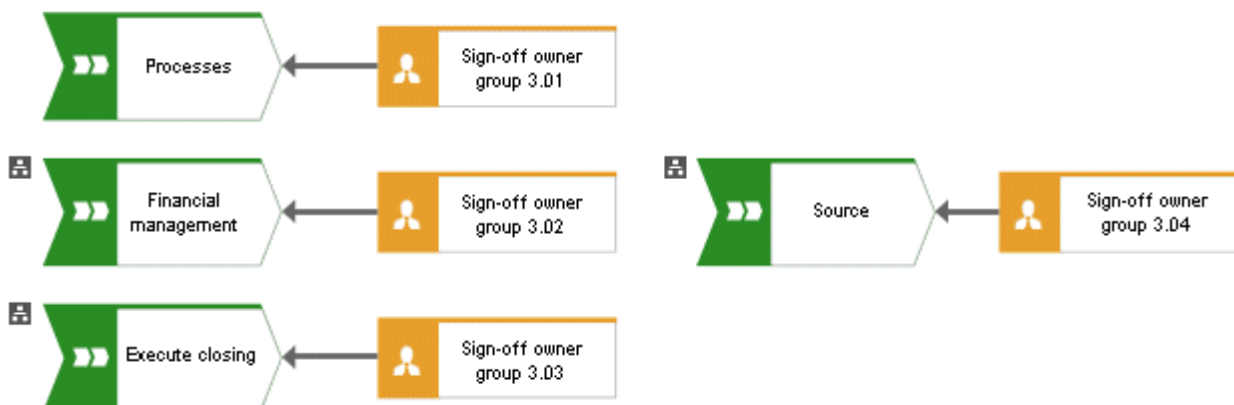 Processes
Sign-off owner
group 3.01
Financial
management
Sign-off owner
group 3.02
Source
Sign-off owner
group 3.04
Execute closing
Sign-off owner
group 3.03